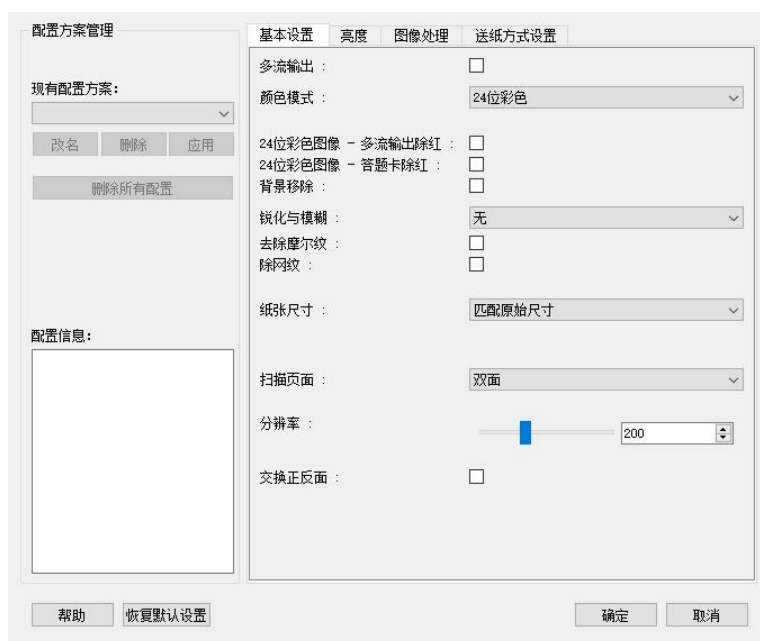 配置方案管理
现有配置方案：
改名 删除 应用
删除所有配置
配置信息：
基本设置 亮度 图像处理 送纸方式设置
多流输出 :
颜色模式 : 24位彩色
24位彩色图像 - 多流输出除红 :
24位彩色图像 - 答题卡除红 :
背景移除 :
锐化与模糊 : 无
去除摩尔纹 :
除网纹 :
纸张尺寸 : 匹配原始尺寸
扫描页面 : 双面
分辨率 : 200
交换正反面 :
帮助 恢复默认设置 确定 取消